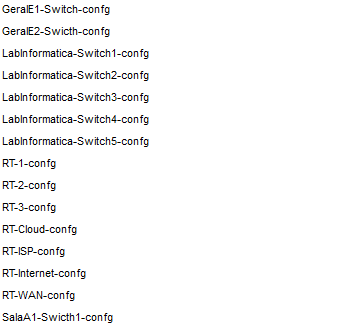 GeralE1-Switch-confg
GeralE2-Swicth-confg
LabInformatica-Switch1-confg
LabInformatica-Switch2-confg
LabInformatica-Switch3-confg
LabInformatica-Switch4-confg
LabInformatica-Switch5-confg
RT-1-confg
RT-2-confg
RT-3-confg
RT-Cloud-confg
RT-ISP-confg
RT-Internet-confg
RT-WAN-confg
SalaA1-Swicth1-confg